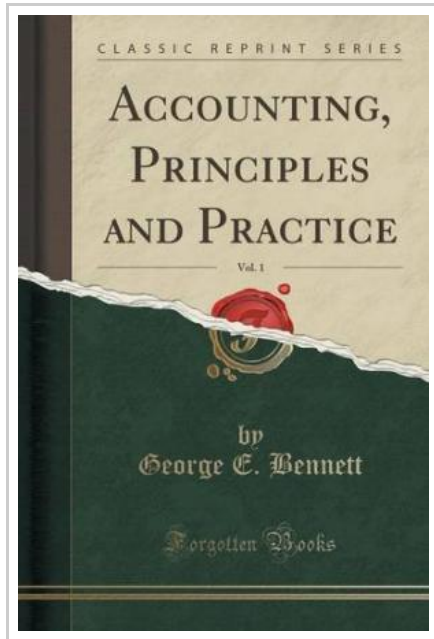 CLASSIC REPRINT SERIES
ACCOUNTING,
PRINCIPLES
AND PRACTICE
Vol. 1
F
by
George E. Bennett
Forgotten Books